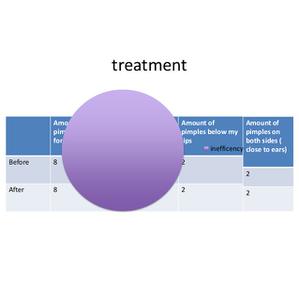 treatment
Amount of
Amount of
pimples below my
pimples on
lips
both sides (
inefficency
close to ears)
Before
8
2
2
After
8
2
2